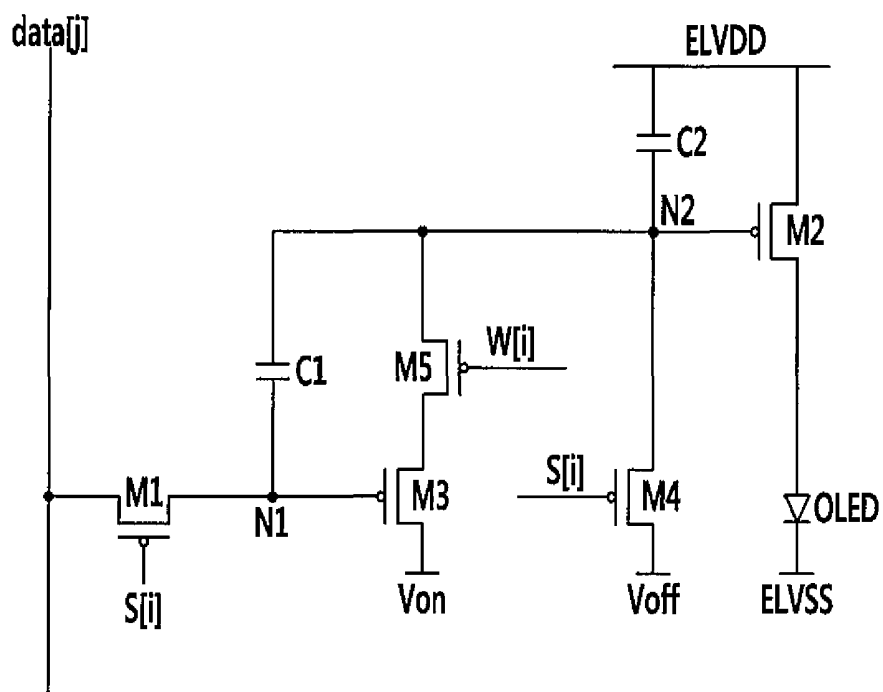 data[j]
ELVDD
C2
N2
M2
W[i]
M5
C1
S[i]
M1
M3
M4
OLED
N1
Von
Voff
ELVSS
S[i]